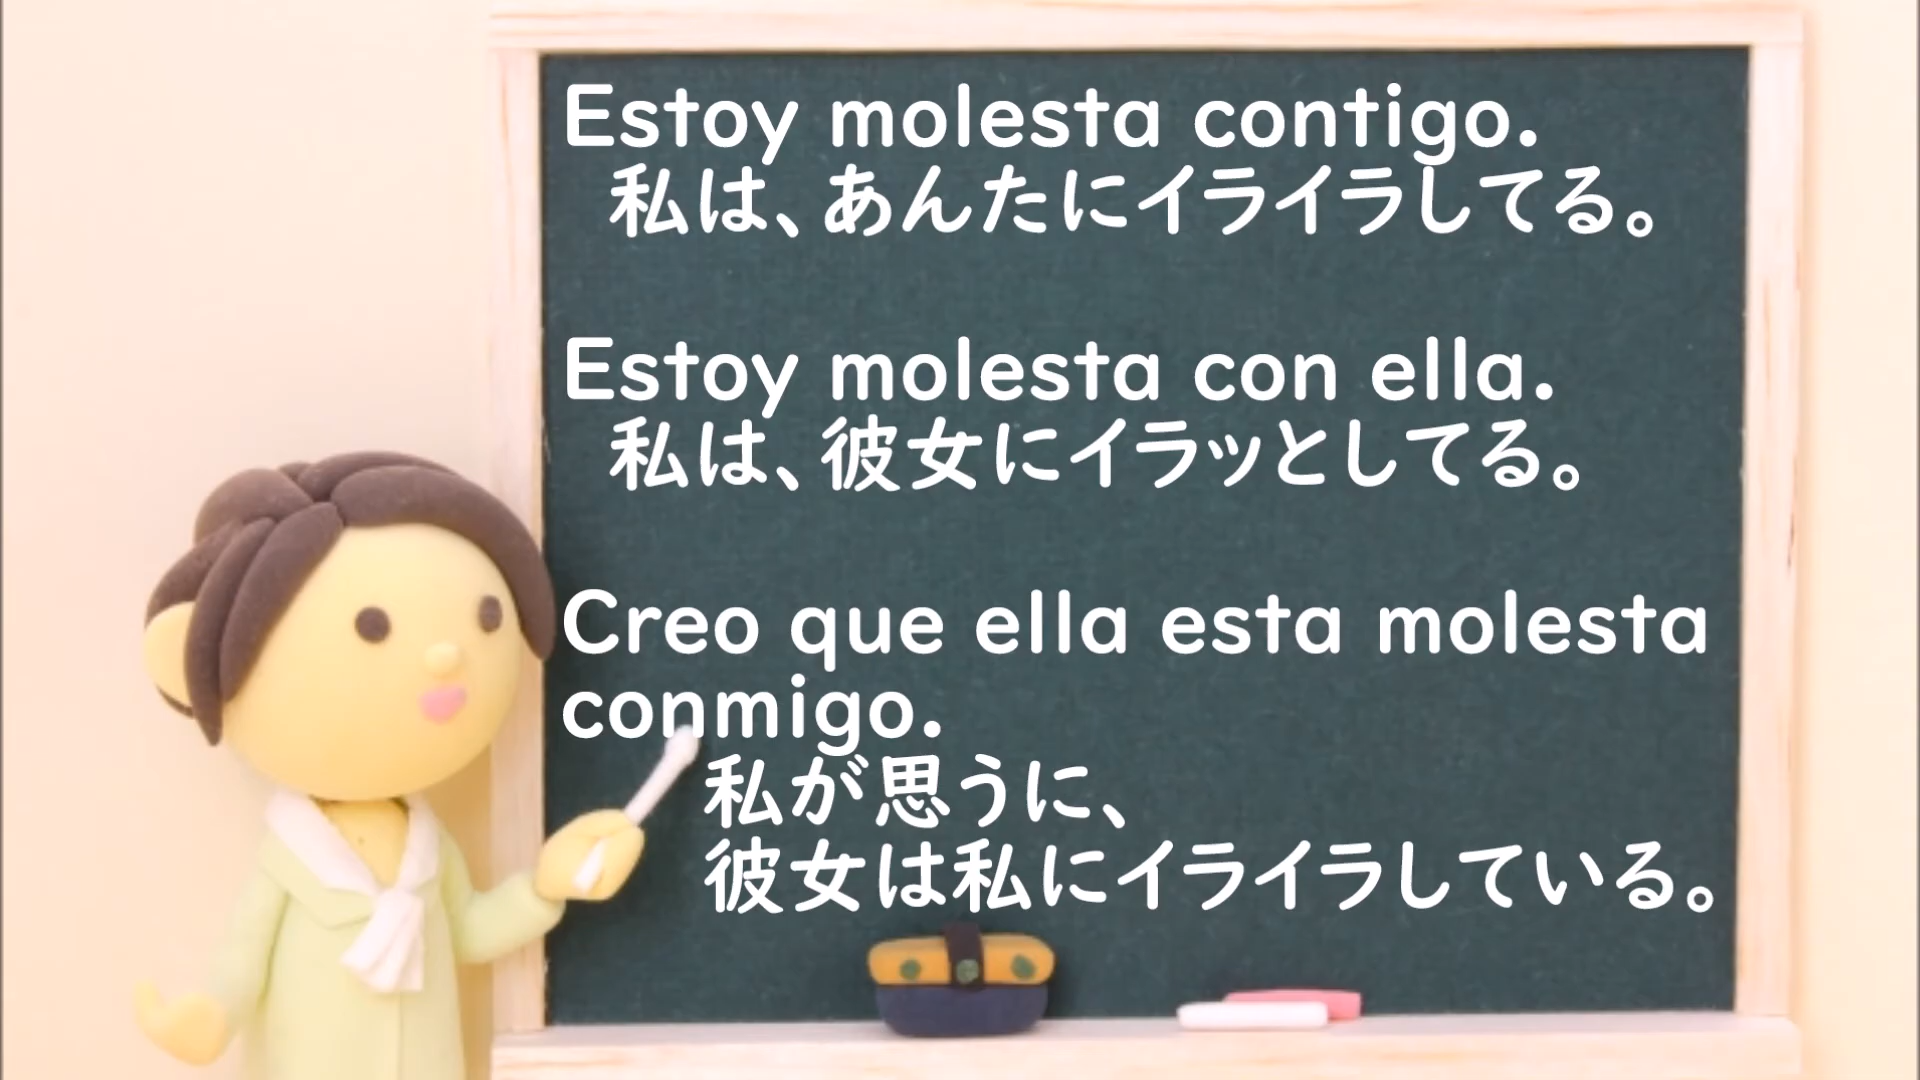 Estoy molesta contigo.
私は、あんたにイライラしてる。
Estoy molesta con ella.
私は、彼女にイラッとしてる。
Creo que ella esta molesta
conmigo.
私が思うに、
彼女は私にイライラしている。